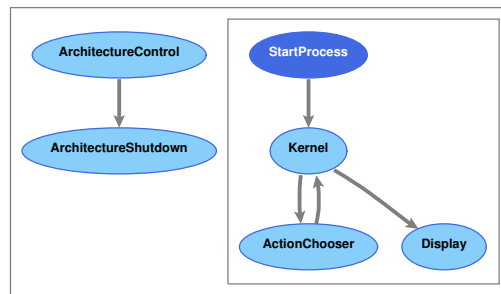 ArchitectureControl
StartProcess
ArchitectureShutdown
Kernel
ActionChooser
Display